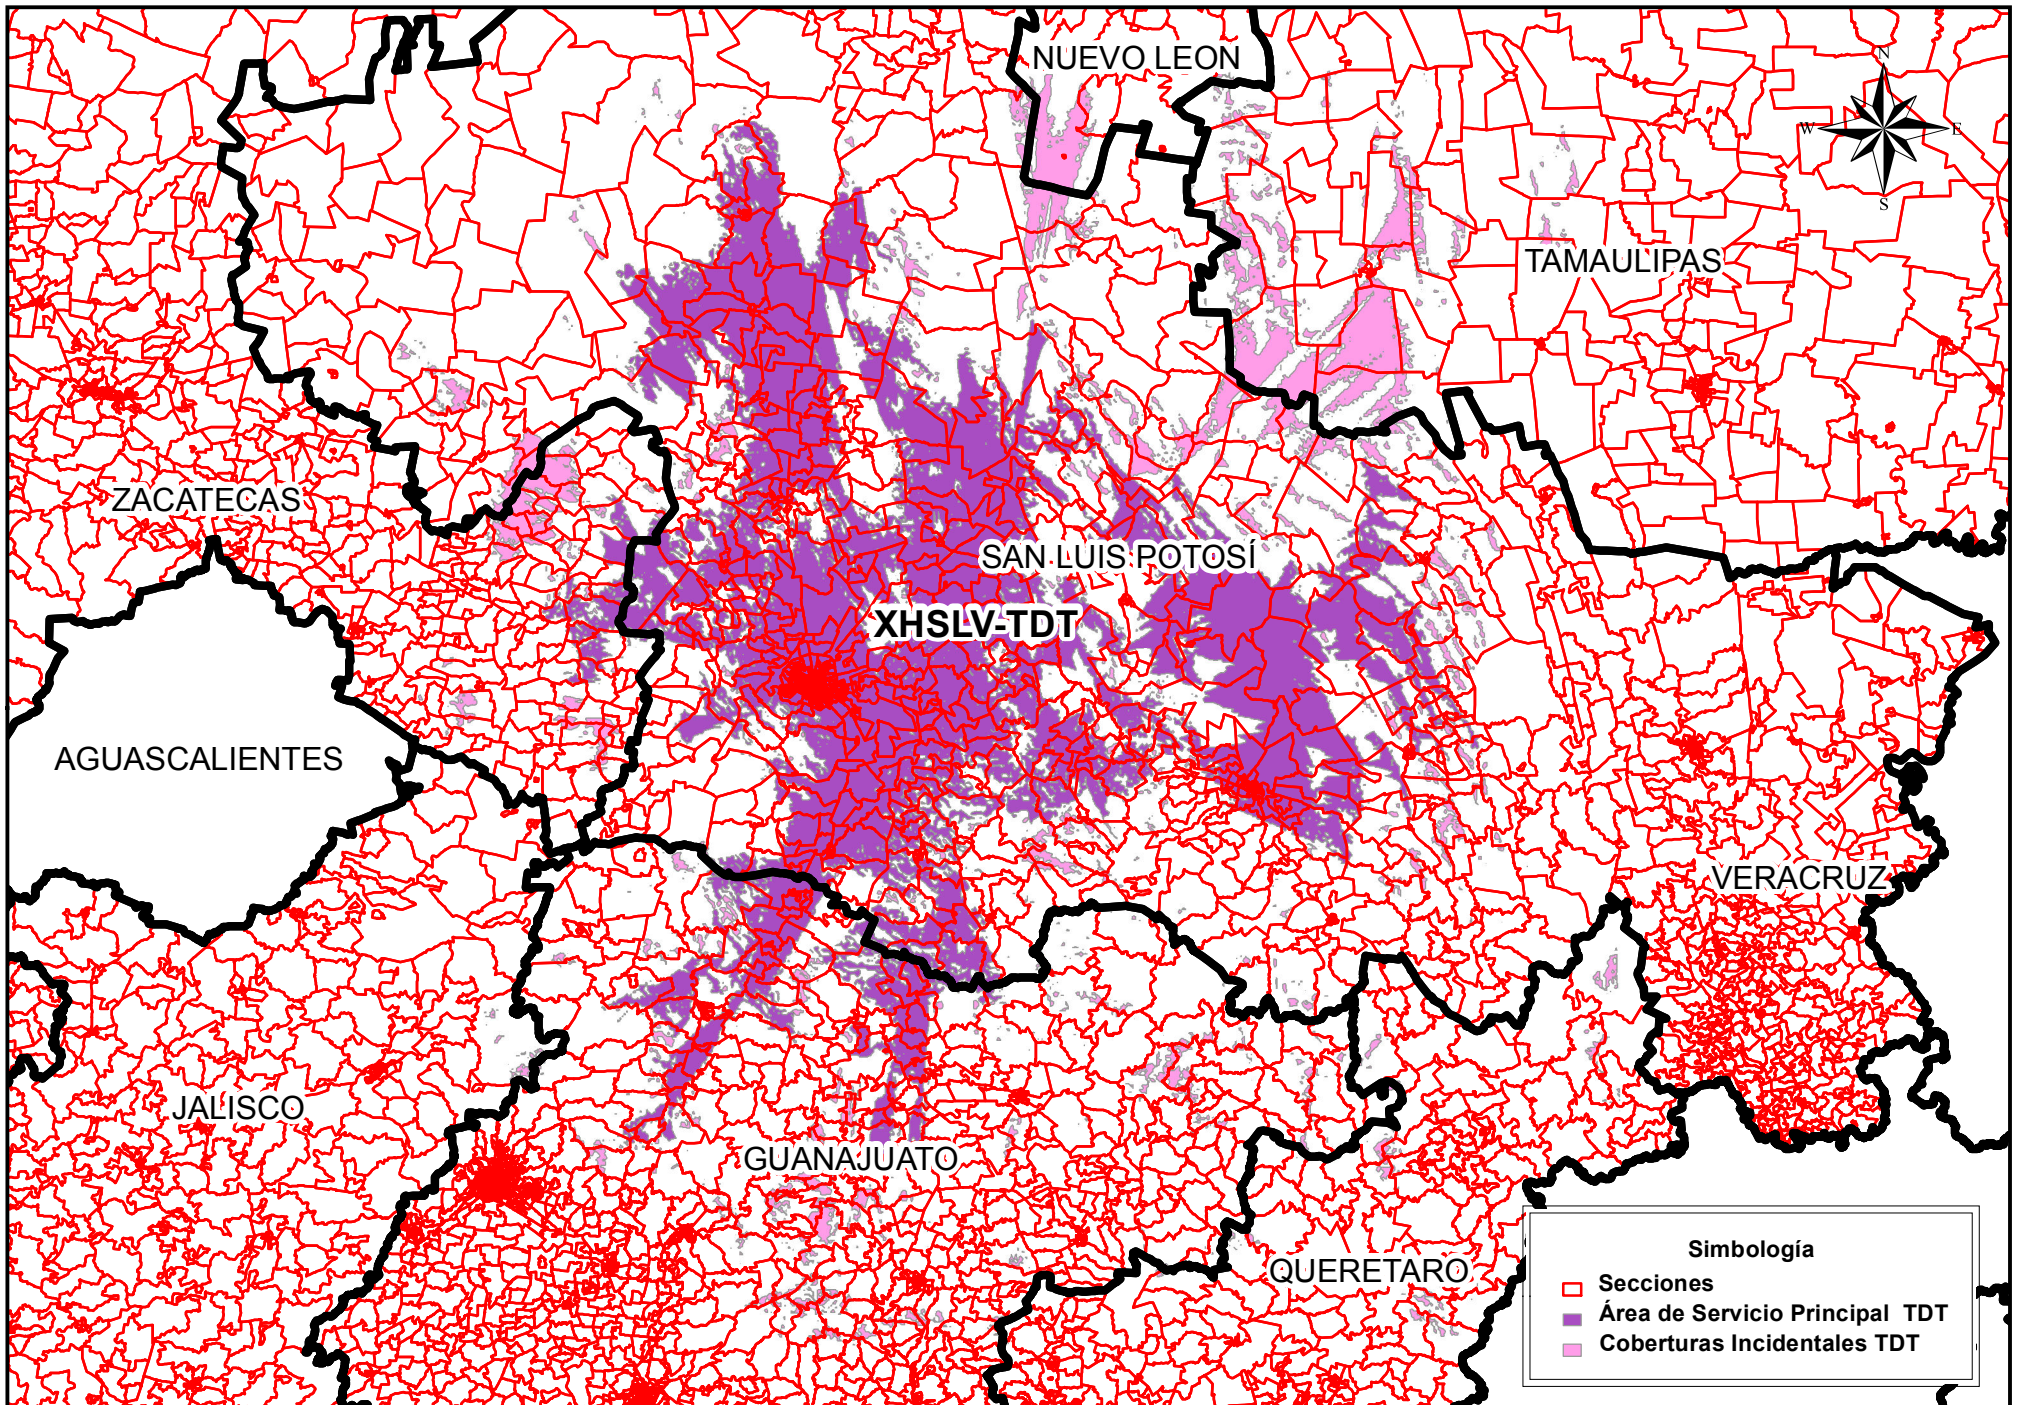 NUEVO LEON
N
W
E
S
TAMAULIPAS
ZACATECAS
SAN LUIS POTOSÍ
XHSLV-TDT
AGUASCALIENTES
VERACRUZ
JALISCO
GUANAJUATO
QUERETARO
Simbología
Secciones
Área de Servicio Principal TDT
Coberturas Incidentales TDT